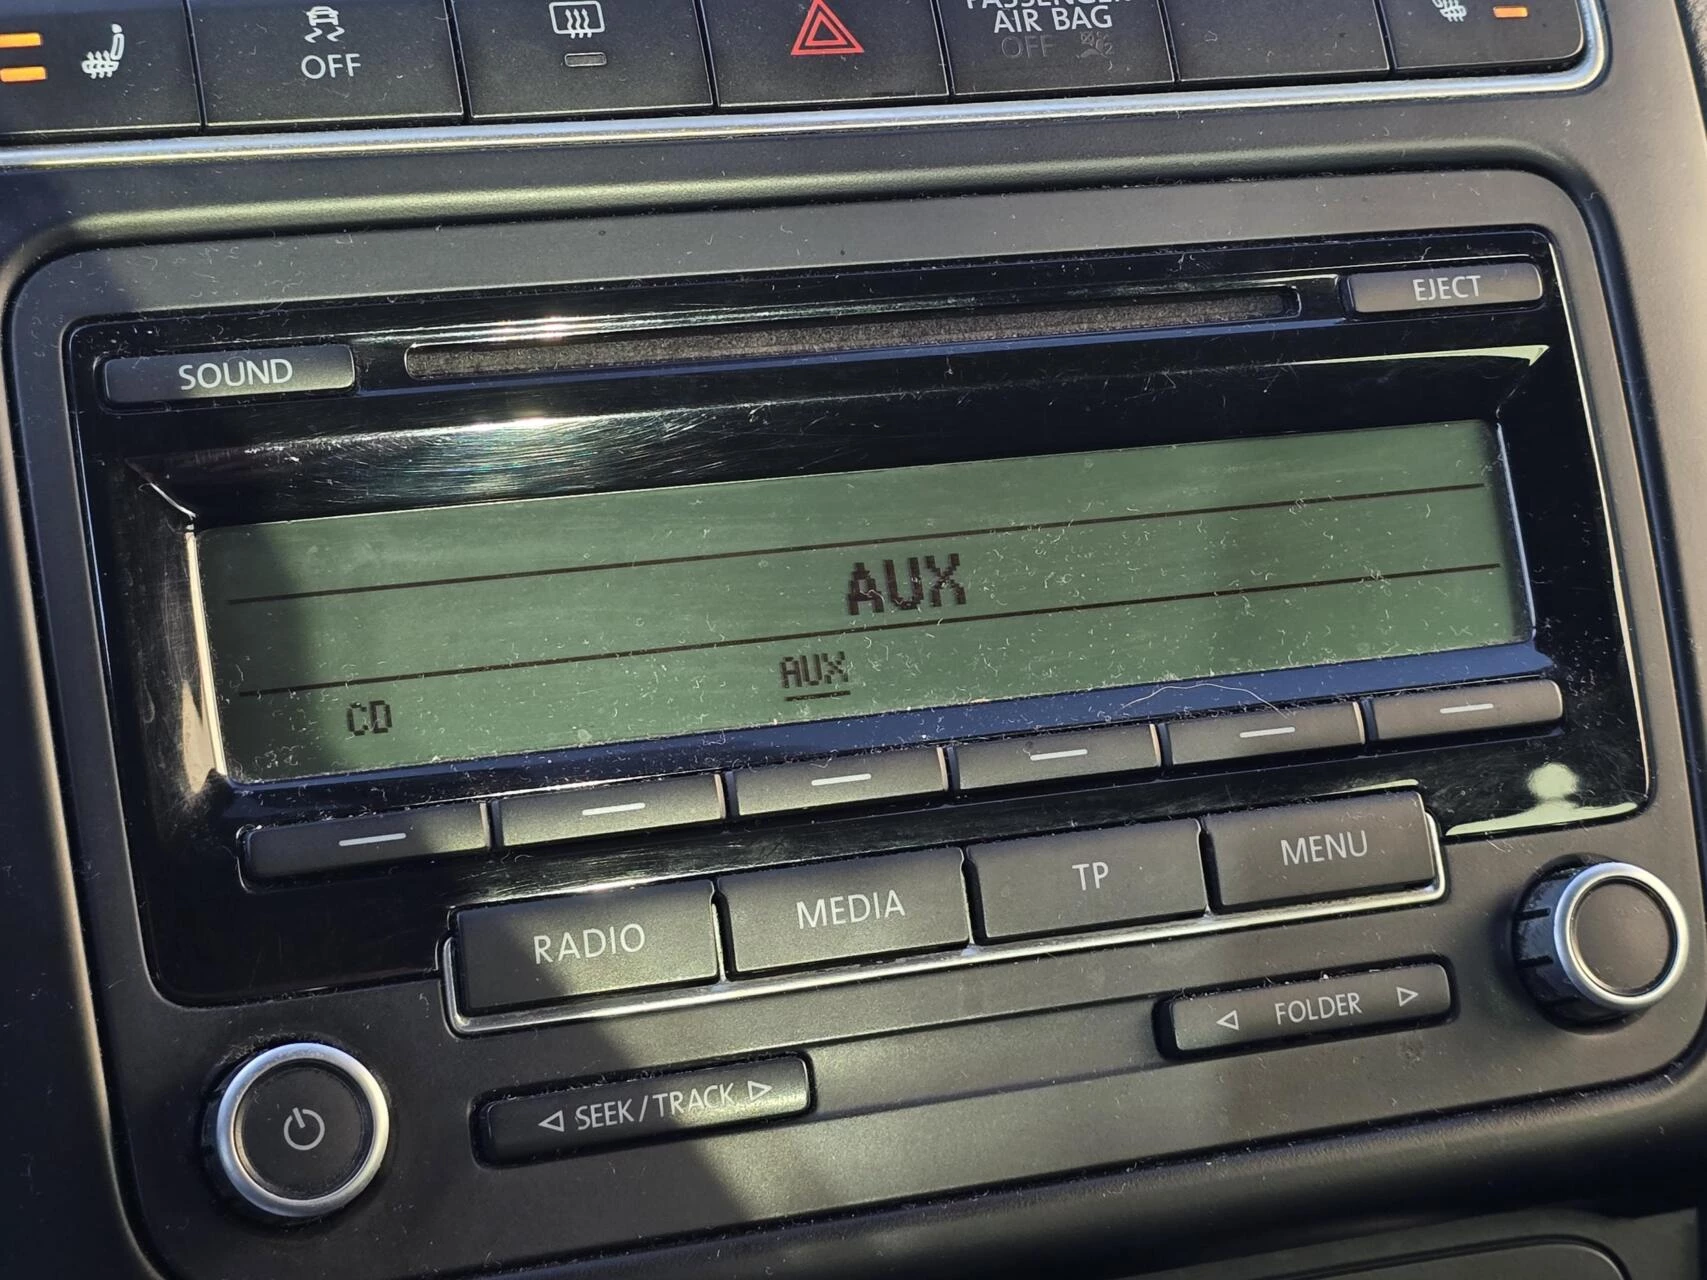 OFF
PASSENGER
AIR BAG
OFF
SOUND
EJECT
AUX
CD AUX
RADIO MEDIA TP MENU
SEEK / TRACK
FOLDER